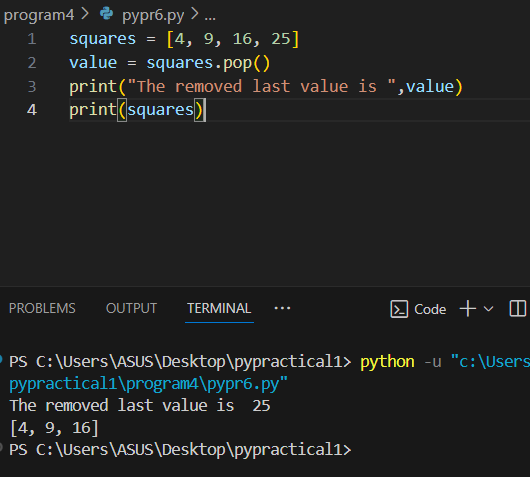 program4 > pypr6.py > ...
1 squares = [4, 9, 16, 25]
2 value = squares.pop()
3 print("The removed last value is ",value)
4 print(squares)
PROBLEMS OUTPUT TERMINAL ··· Code
PS C:\Users\ASUS\Desktop\pypractical1> python -u "c:\Users
pypractical1\program4\pypr6.py"
The removed last value is  25
[4, 9, 16]
PS C:\Users\ASUS\Desktop\pypractical1>